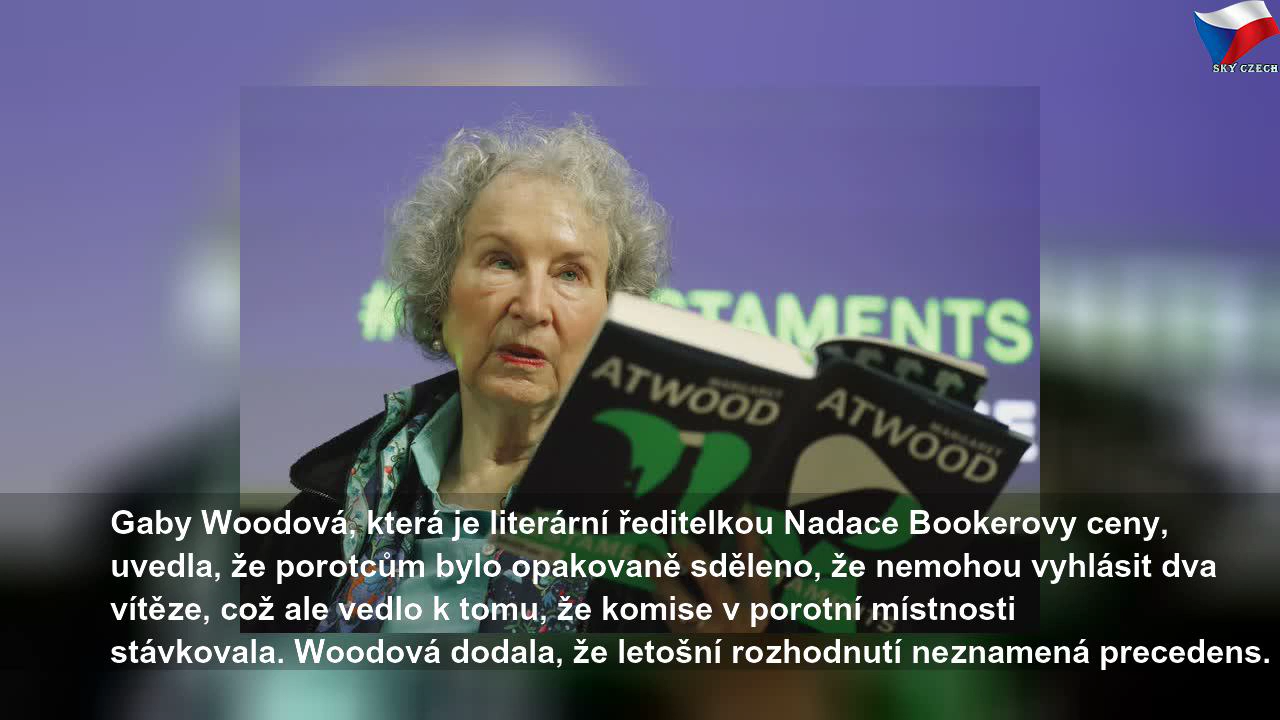 SKY CZECH
#
STAMENTS
MARGARET
ATWOOD
MARGARET
ATWOOD
Gaby Woodová, která je literární ředitelkou Nadace Bookerovy ceny,
uvedla, že porotcům bylo opakovaně sděleno, že nemohou vyhlásit dva
vítěze, což ale vedlo k tomu, že komise v porotní místnosti
stávkovala. Woodová dodala, že letošní rozhodnutí neznamená precedens.